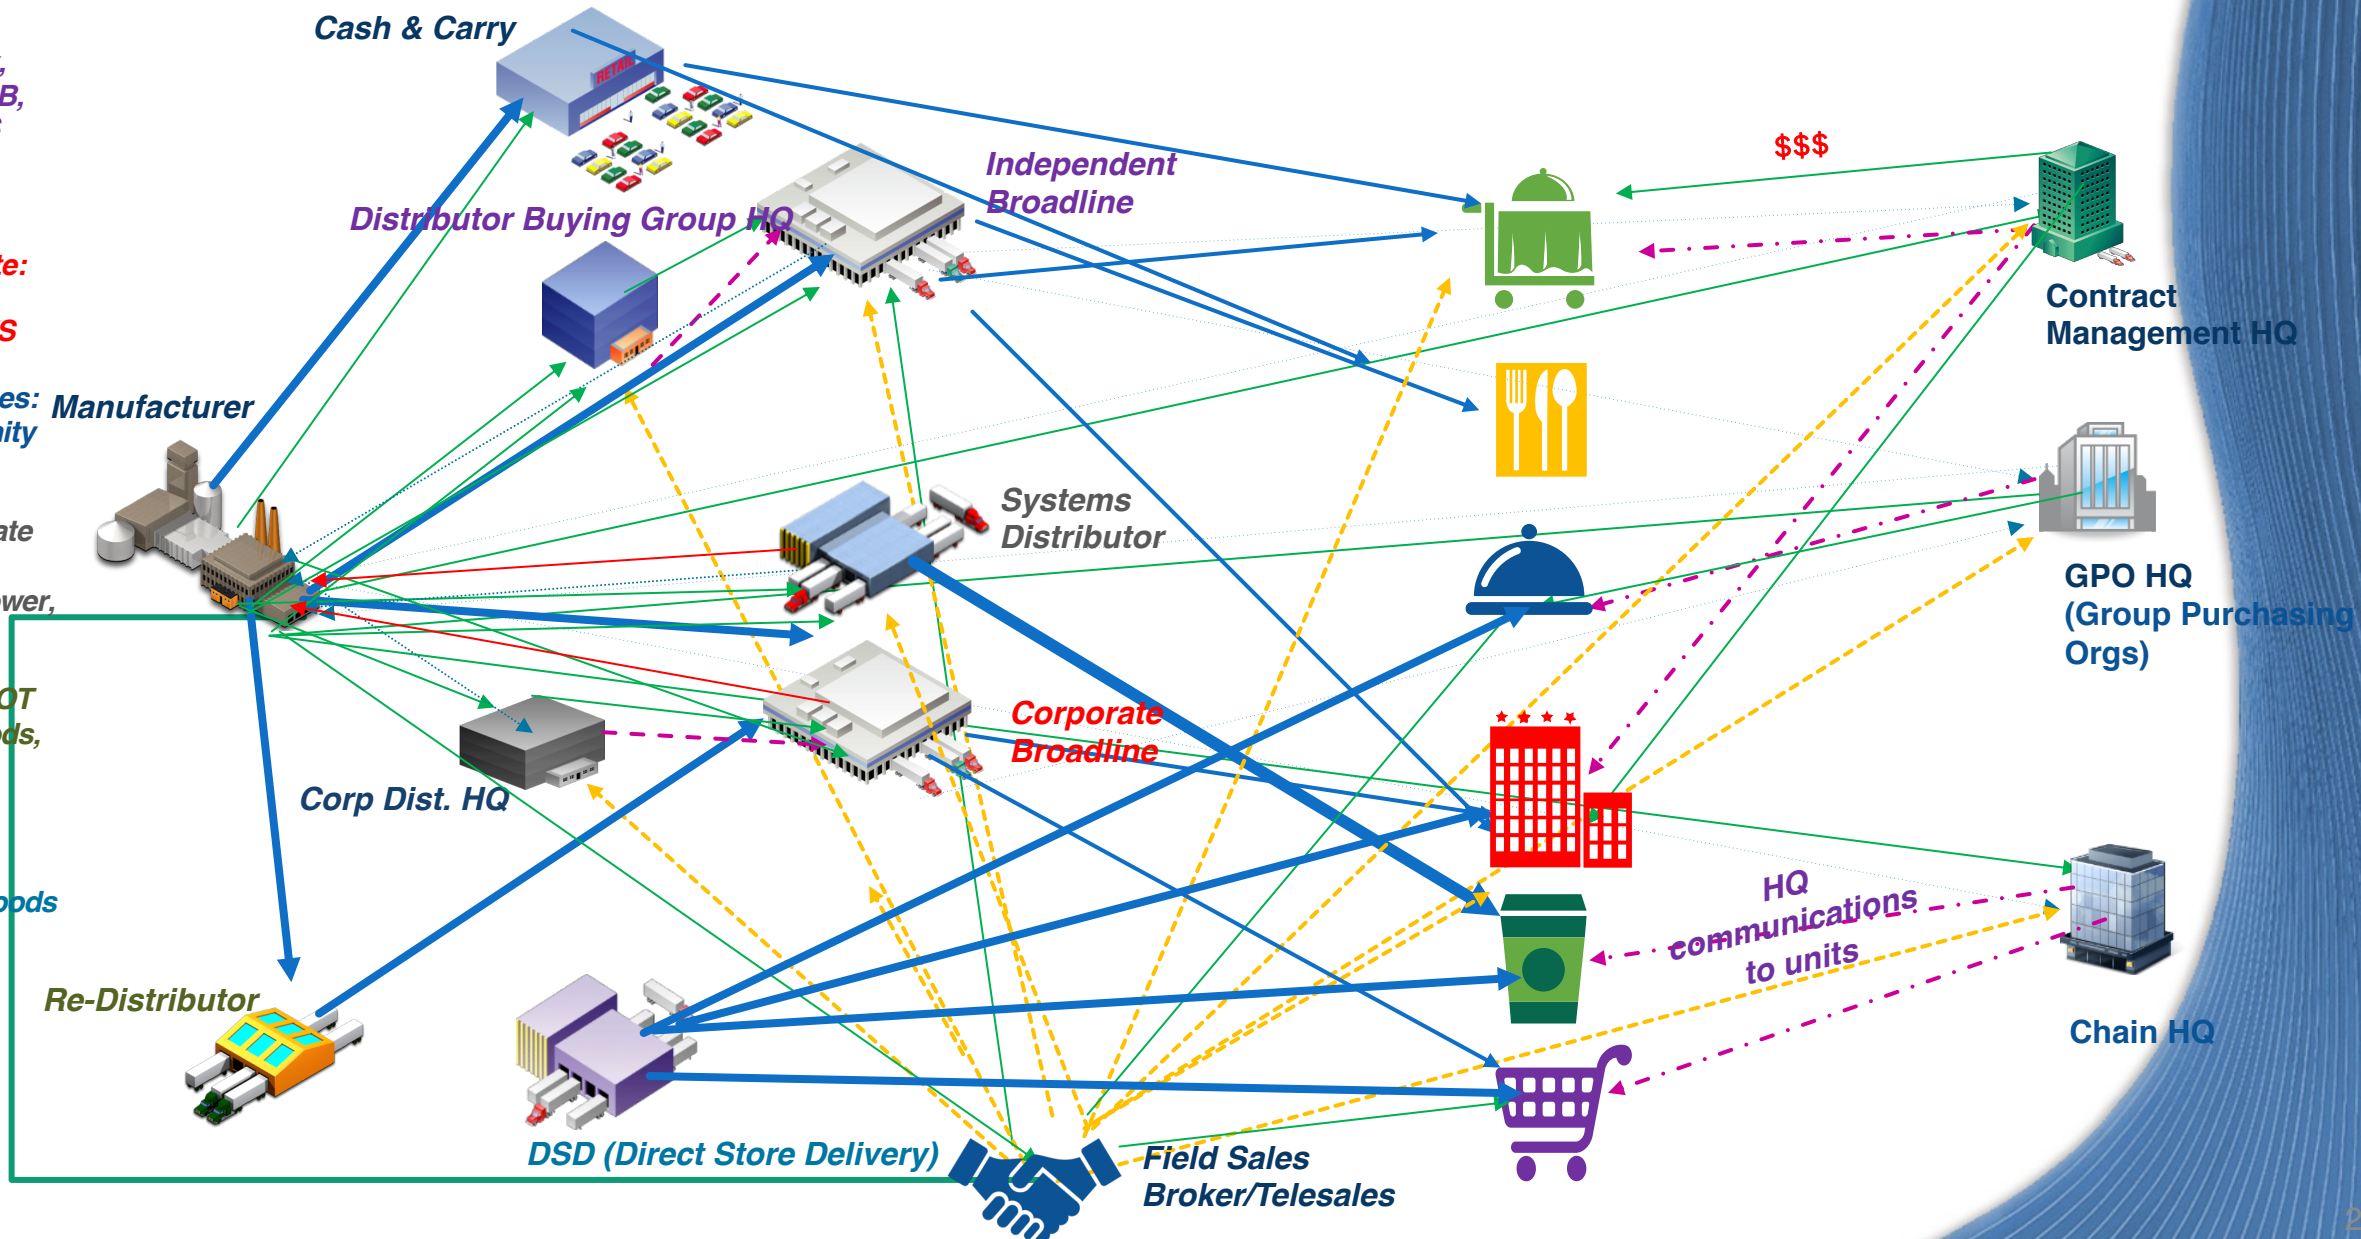 Cash & Carry
RETAIL
B,
Independent
Broadline
$$$
Distributor Buying Group HQ
Contract
Management HQ
Manufacturer
Systems
Distributor
GPO HQ
(Group Purchasing
Orgs)
Corporate
Broadline
Corp Dist. HQ
HQ
communications
to units
Re-Distributor
Chain HQ
DSD (Direct Store Delivery)
Field Sales
Broker/Telesales
2